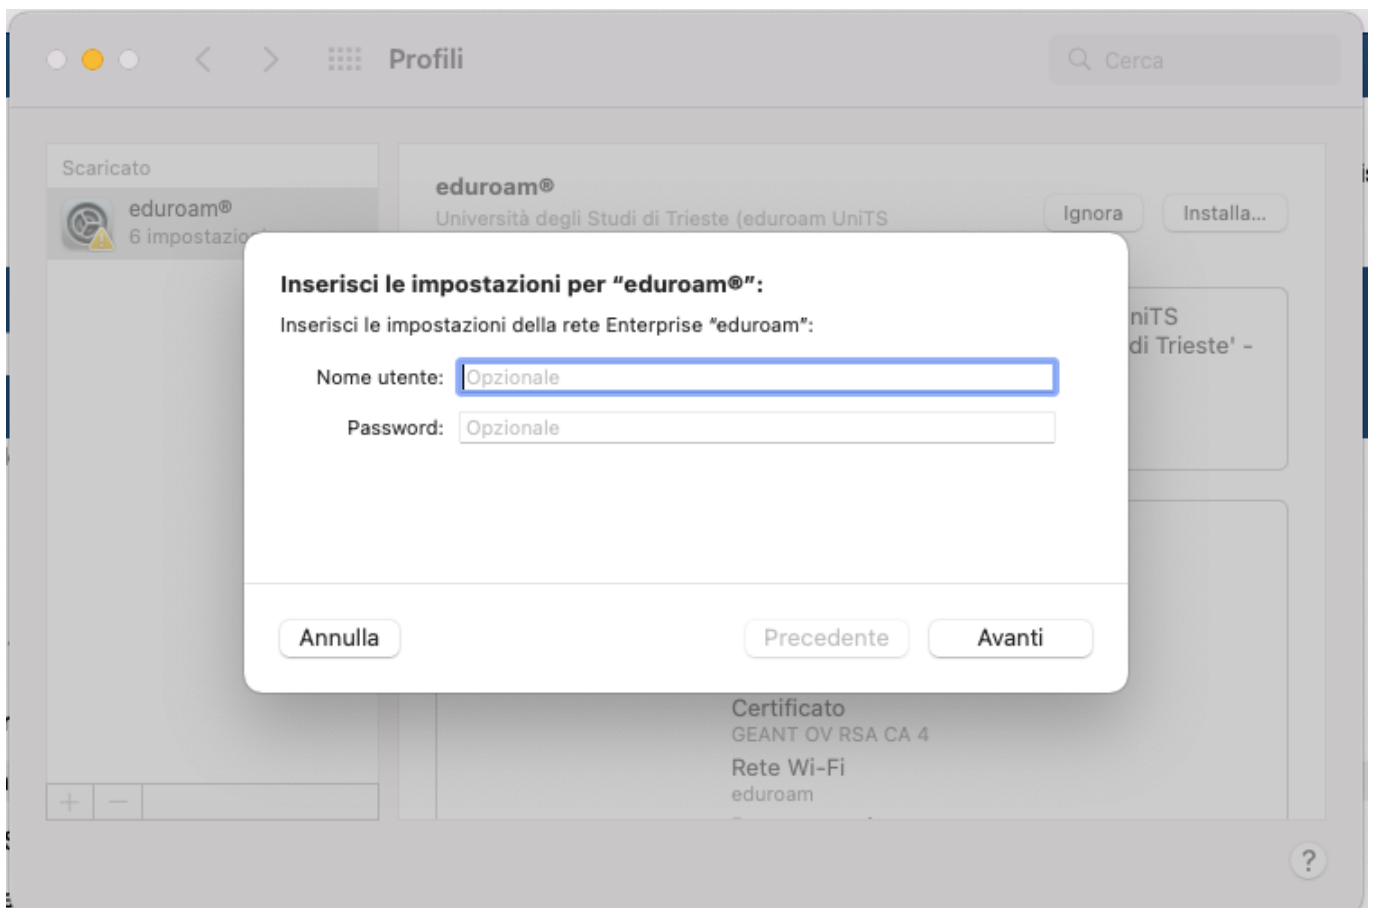 Profili
Cerca
Scaricato
eduroam®
6 impostazio
eduroam®
Università degli Studi di Trieste (eduroam UniTS
Ignora
Installa...
niTS
di Trieste' -
Inserisci le impostazioni per “eduroam®”:
Inserisci le impostazioni della rete Enterprise “eduroam”:
Nome utente: Opzionale
Password: Opzionale
Annulla
Precedente
Avanti
Certificato
GEANT OV RSA CA 4
Rete Wi-Fi
eduroam
?